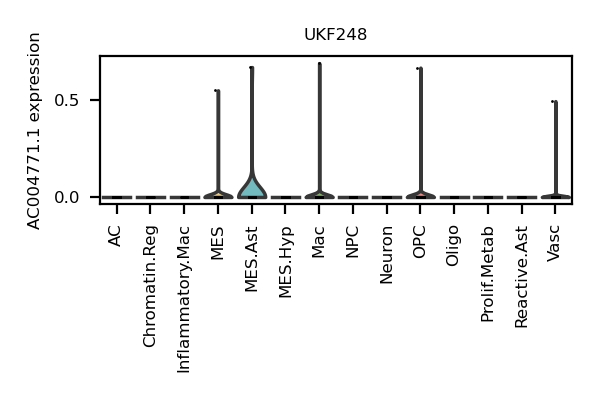 UKF248
AC004771.1 expression
0.5
0.0
AC
Chromatin.Reg
Inflammatory.Mac
MES
MES.Ast
MES.Hyp
Mac
NPC
Neuron
OPC
Oligo
Prolif.Metab
Reactive.Ast
Vasc